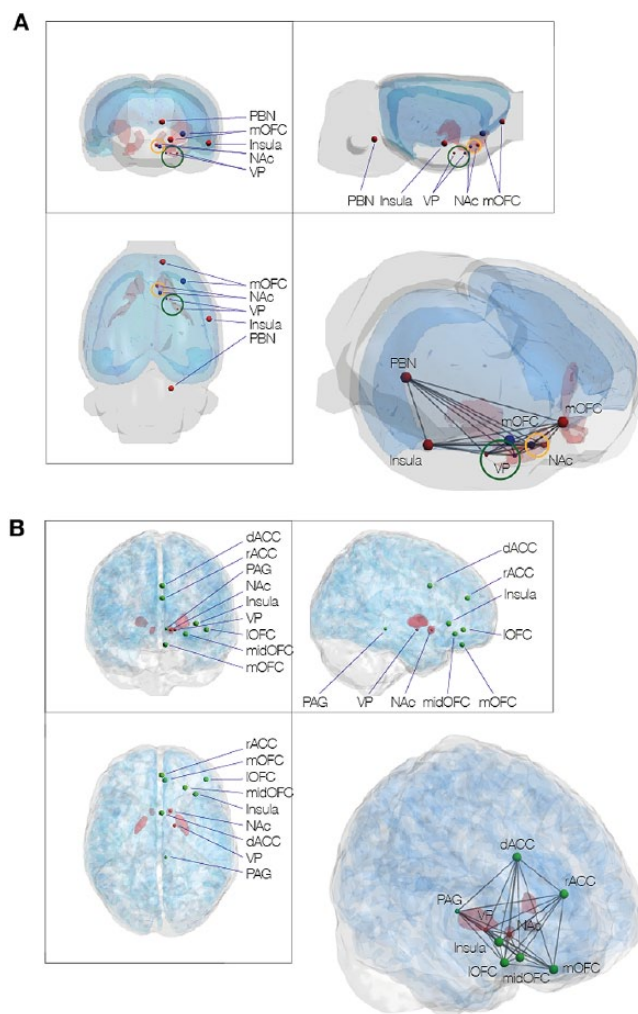 A
PBN
mOFC
Insula
NAc
VP
PBN Insula VP NAc mOFC
mOFC
NAc
VP
Insula
PBN
PBN
mOFC
mOFC
Insula
VP
NAc
B
dACC
rACC
PAG
NAc
Insula
VP
lOFC
midOFC
mOFC
dACC
rACC
Insula
lOFC
PAG VP NAc midOFC mOFC
rACC
mOFC
lOFC
midOFC
Insula
NAc
dACC
VP
PAG
dACC
rACC
PAG
VP
NAc
Insula
lOFC
midOFC
mOFC